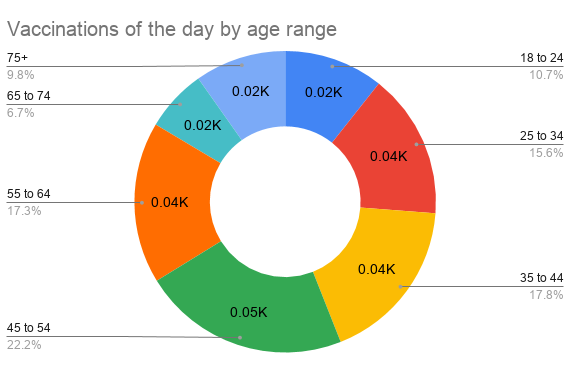 Vaccinations of the day by age range
75+
9.8%
65 to 74
6.7%
55 to 64
17.3%
45 to 54
22.2%
18 to 24
10.7%
25 to 34
15.6%
35 to 44
17.8%
0.02K
0.02K
0.02K
0.04K
0.04K
0.04K
0.05K